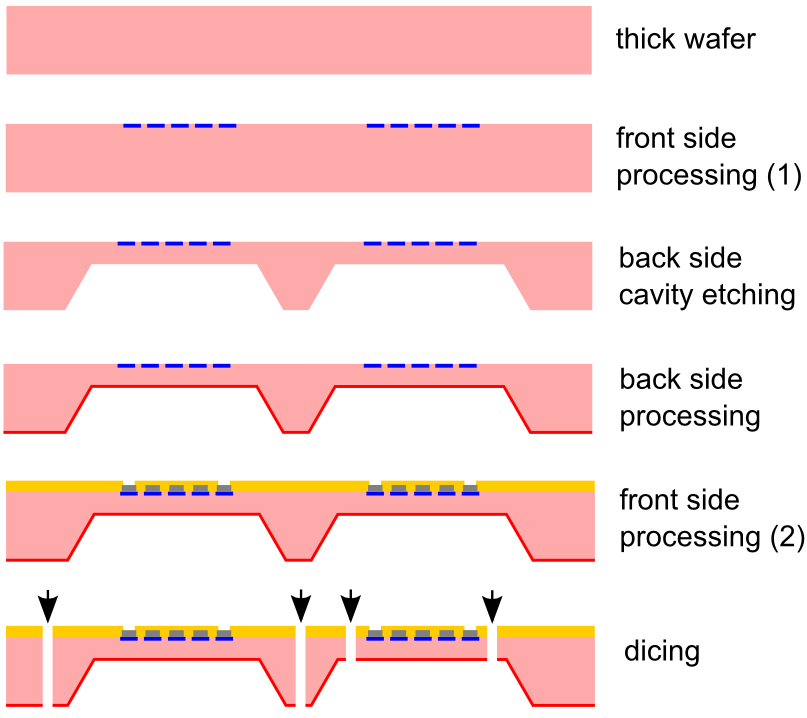 thick wafer
front side
processing (1)
back side
cavity etching
back side
processing
front side
processing (2)
dicing